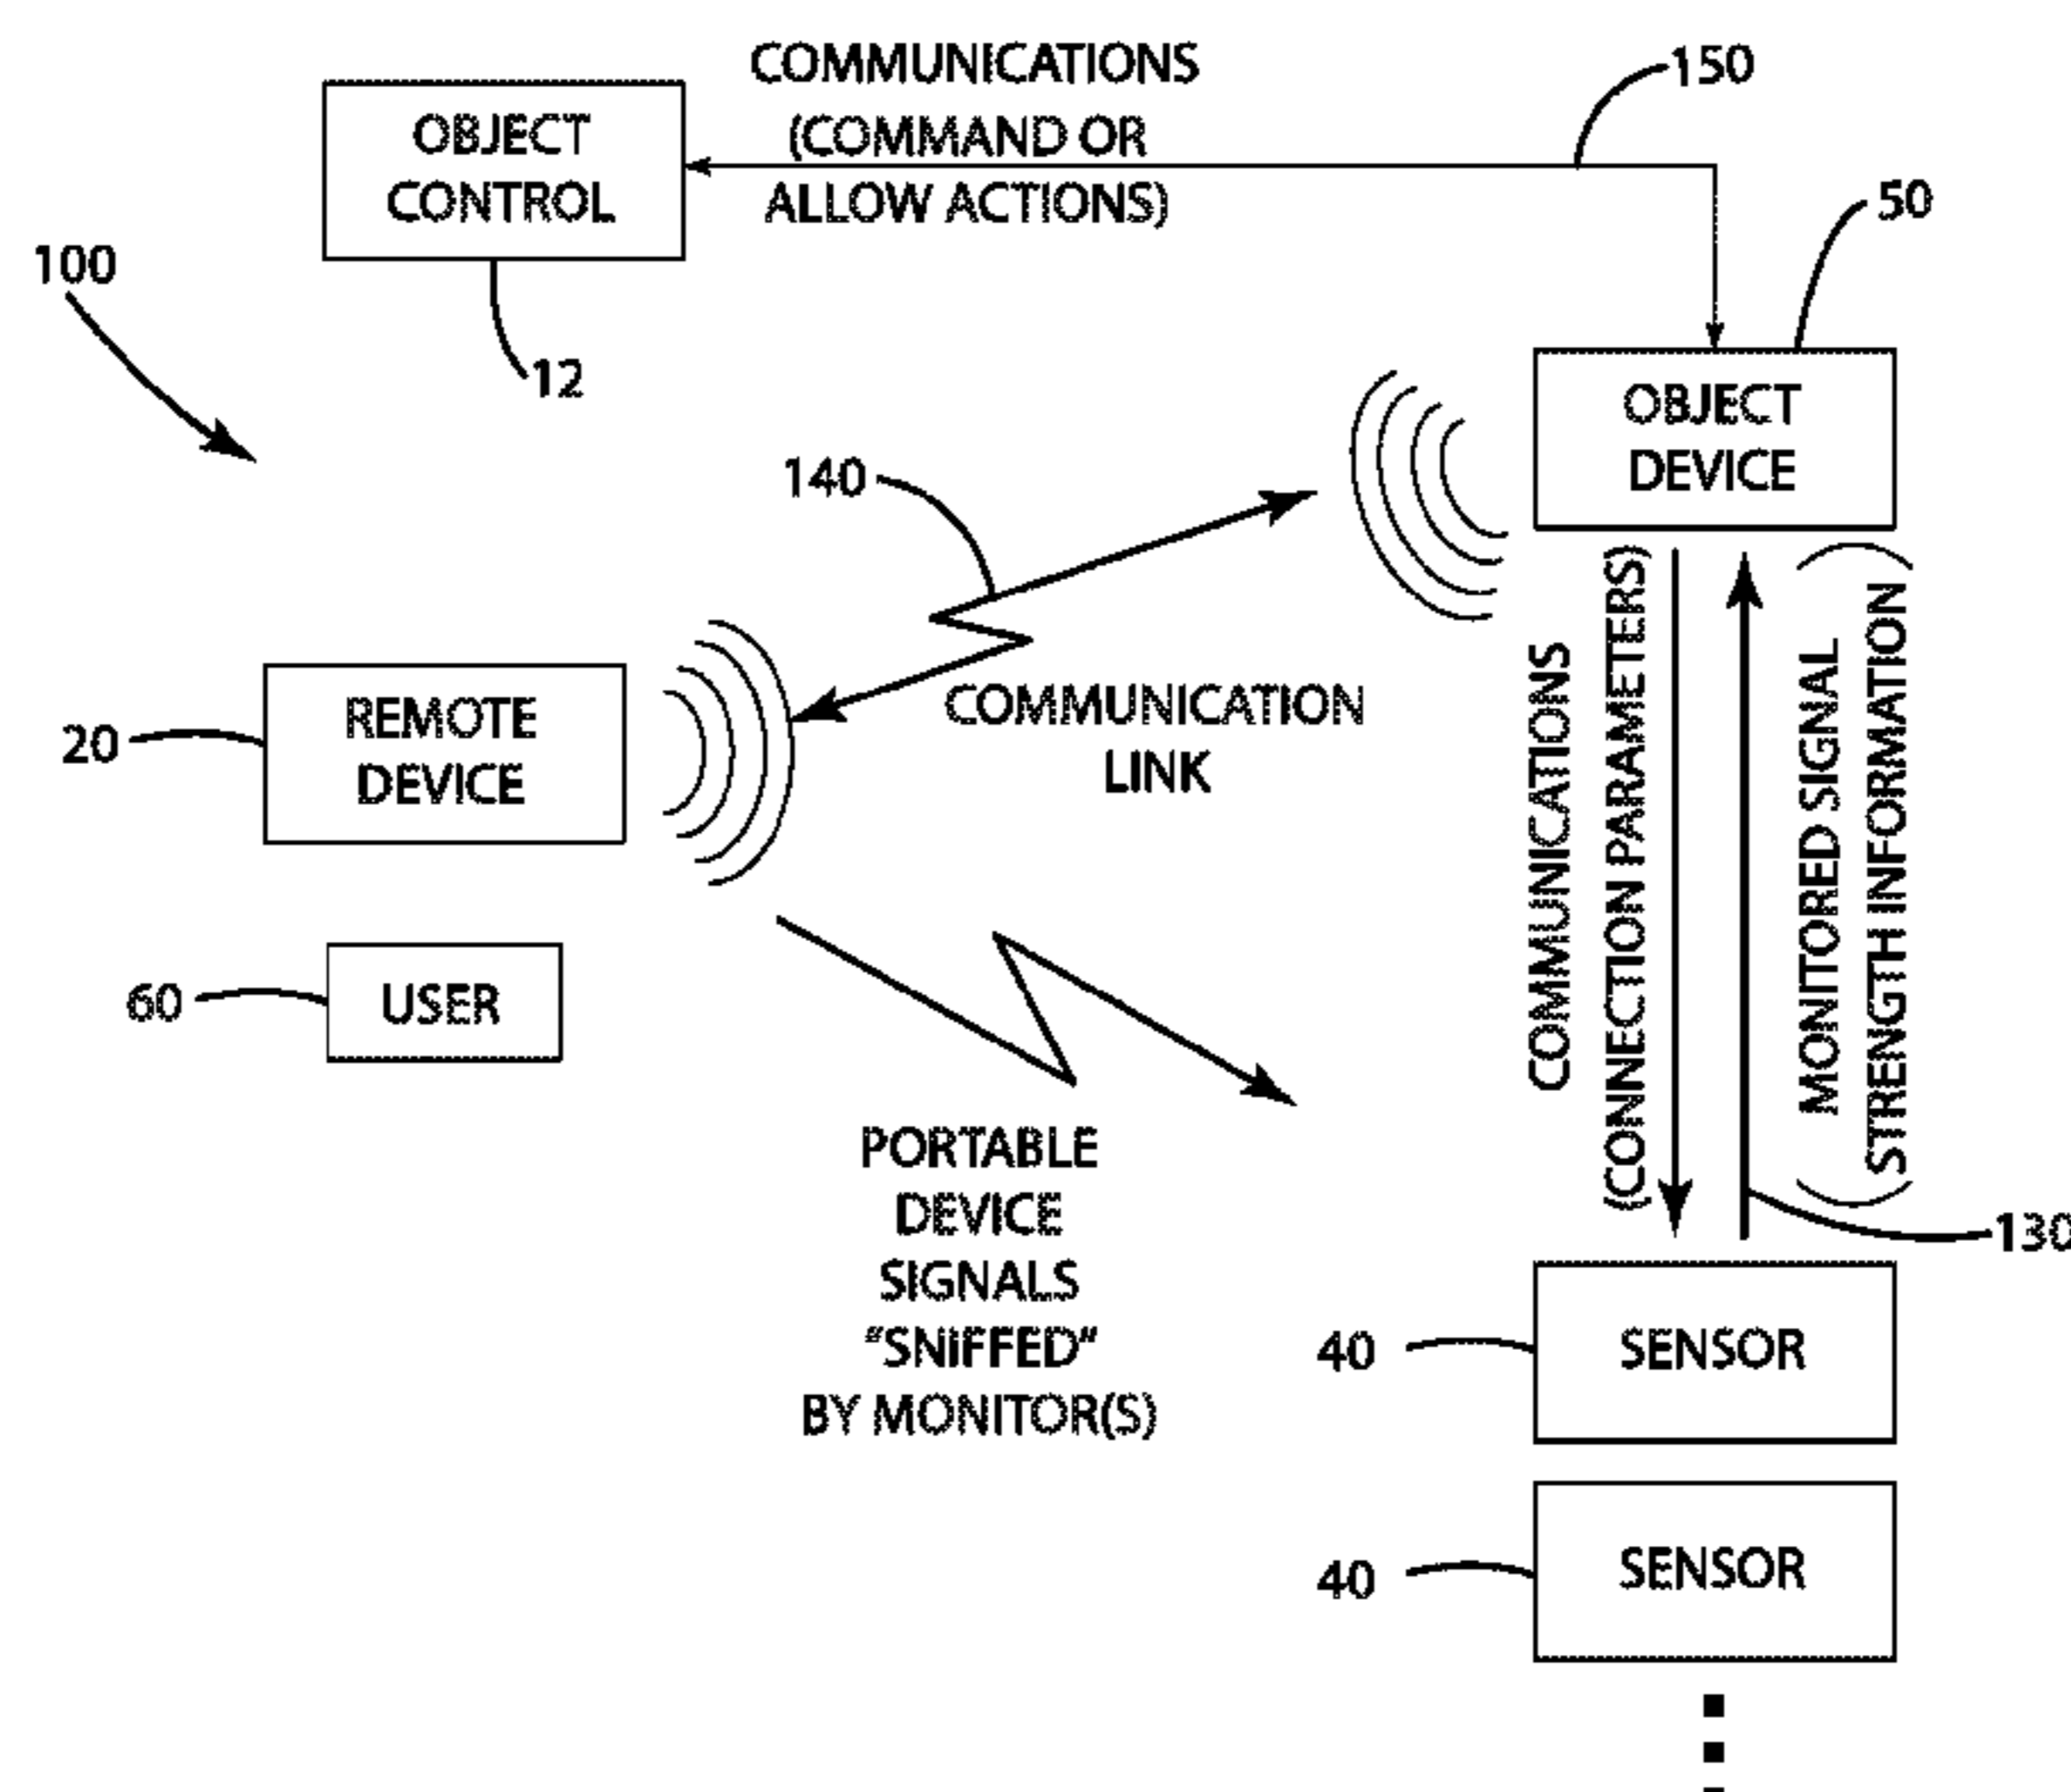 COMMUNICATIONS
(COMMAND OR
ALLOW ACTIONS)
150
OBJECT
CONTROL
12
100
50
OBJECT
DEVICE
140
COMMUNICATION
LINK
20
REMOTE
DEVICE
60
USER
COMMUNICATIONS
(CONNECTION PARAMETERS)
(MONITORED SIGNAL
STRENGTH INFORMATION)
130
PORTABLE
DEVICE
SIGNALS
"SNIFFED"
BY MONITOR(S)
40
SENSOR
40
SENSOR